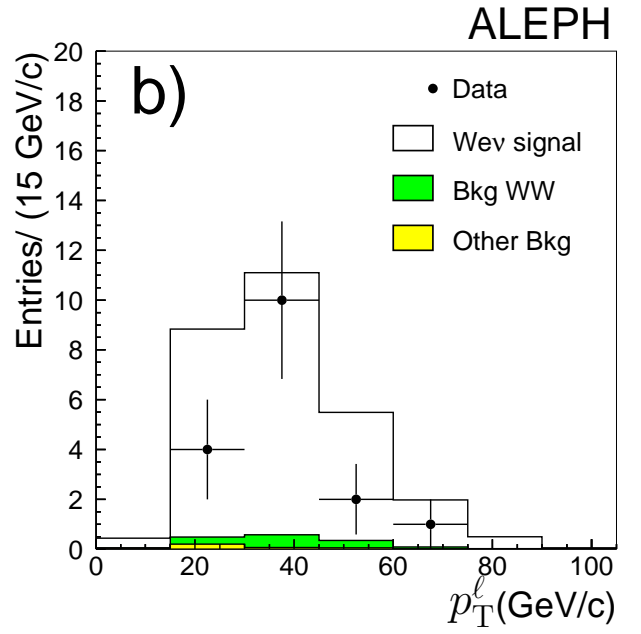 ALEPH
b)
Data
Weν signal
Bkg WW
Other Bkg
Entries/ (15 GeV/c)
20
18
16
14
12
10
8
6
4
2
0
0 20 40 60 80 100
p_T^ℓ(GeV/c)